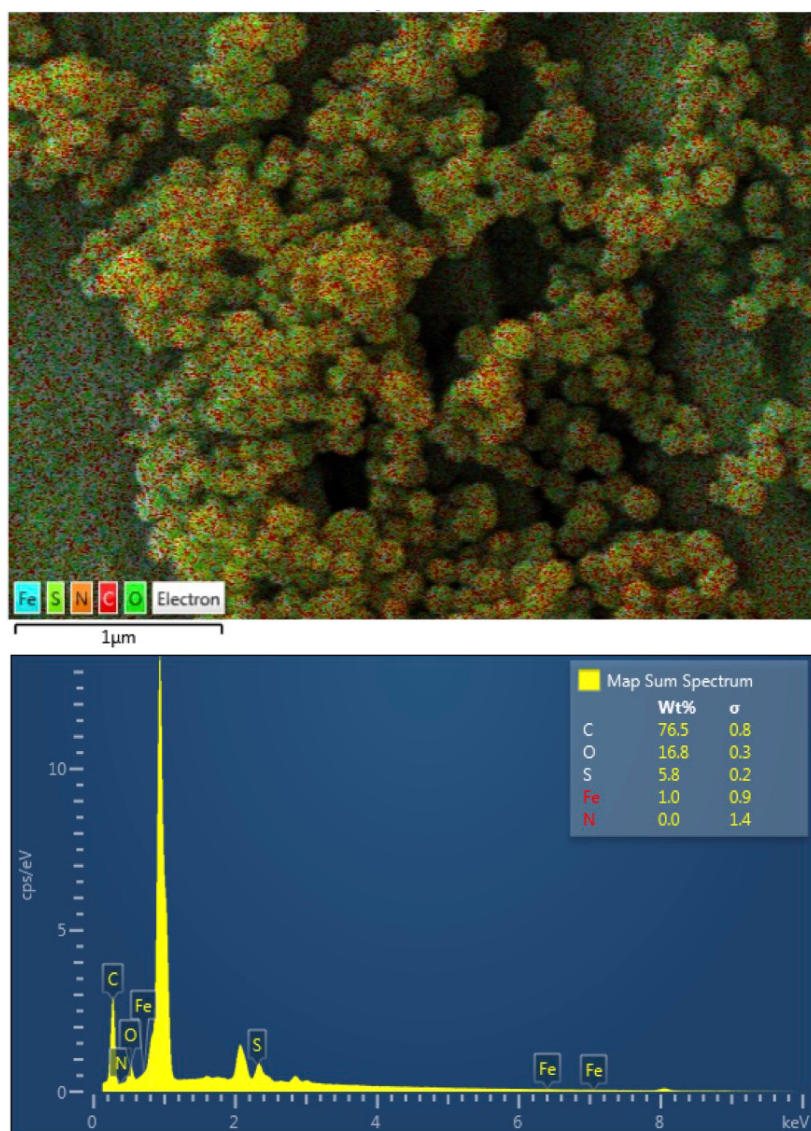 Fe S N C O Electron
1μm
Map Sum Spectrum
Wt% σ
C 76.5 0.8
O 16.8 0.3
S 5.8 0.2
Fe 1.0 0.9
N 0.0 1.4
cps/eV
10
5
0
C
Fe
O
N
S
Fe
Fe
0 2 4 6 8 keV